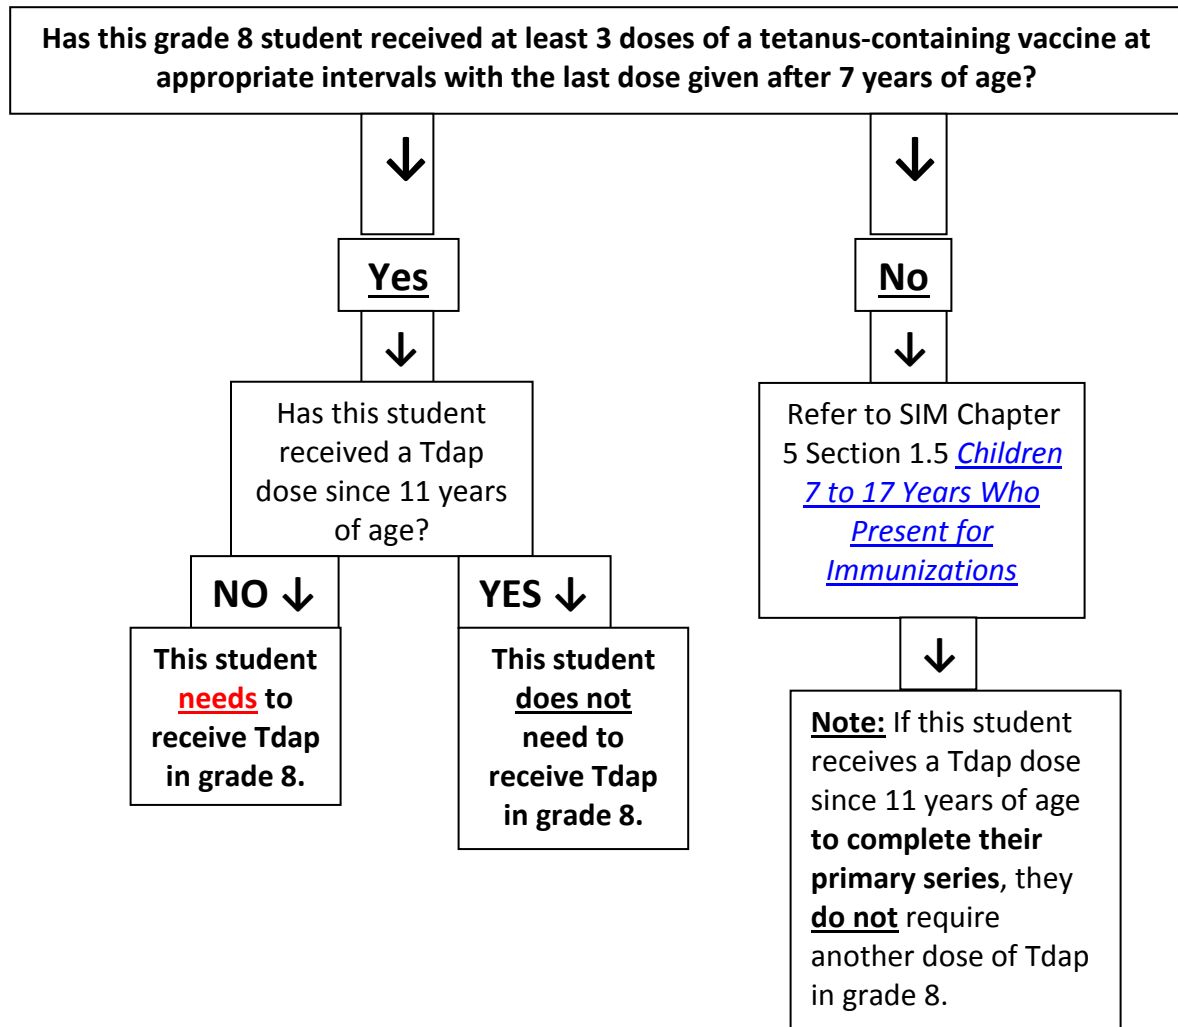 Has this grade 8 student received at least 3 doses of a tetanus-containing vaccine at
appropriate intervals with the last dose given after 7 years of age?
↓
↓
Yes
No
↓
↓
Has this student
received a Tdap
dose since 11 years
of age?
Refer to SIM Chapter
5 Section 1.5 Children
7 to 17 Years Who
Present for
Immunizations
NO ↓
YES ↓
This student
needs to
receive Tdap
in grade 8.
This student
does not
need to
receive Tdap
in grade 8.
↓
Note: If this student
receives a Tdap dose
since 11 years of age
to complete their
primary series, they
do not require
another dose of Tdap
in grade 8.